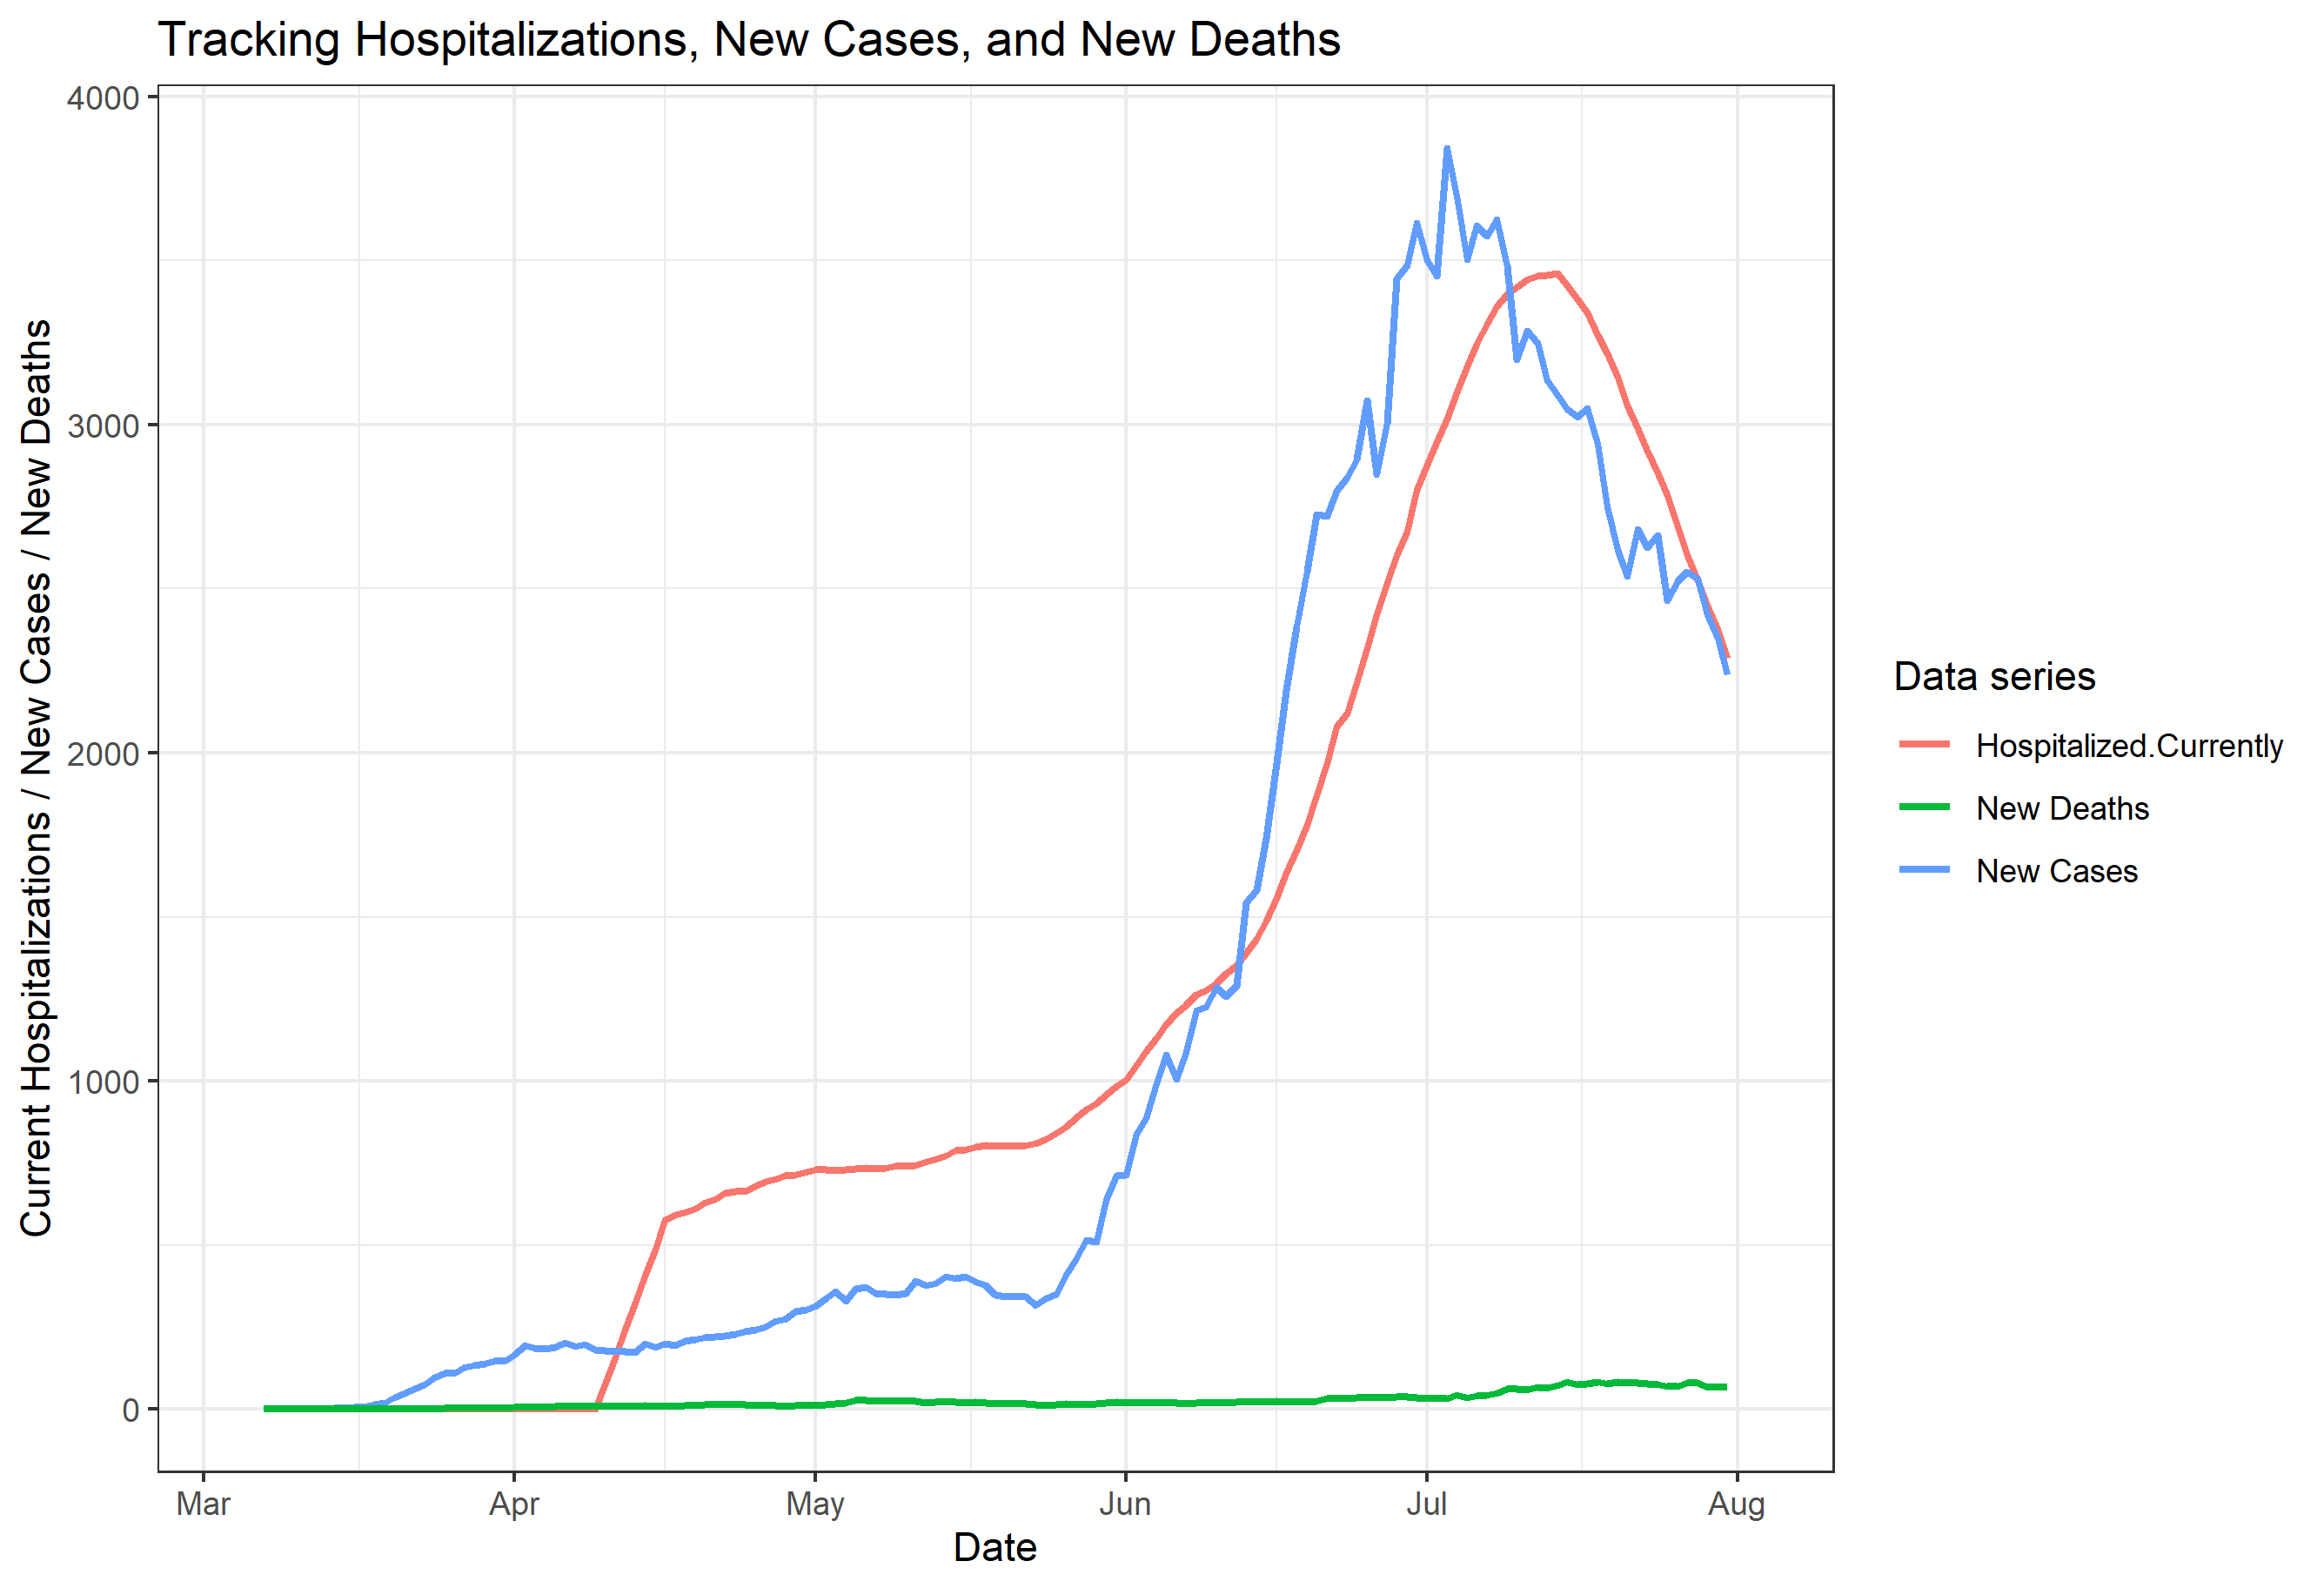 Tracking Hospitalizations, New Cases, and New Deaths
Current Hospitalizations / New Cases / New Deaths
4000
3000
2000
1000
0
Mar
Apr
May
Jun
Jul
Aug
Date
Data series
Hospitalized.Currently
New Deaths
New Cases